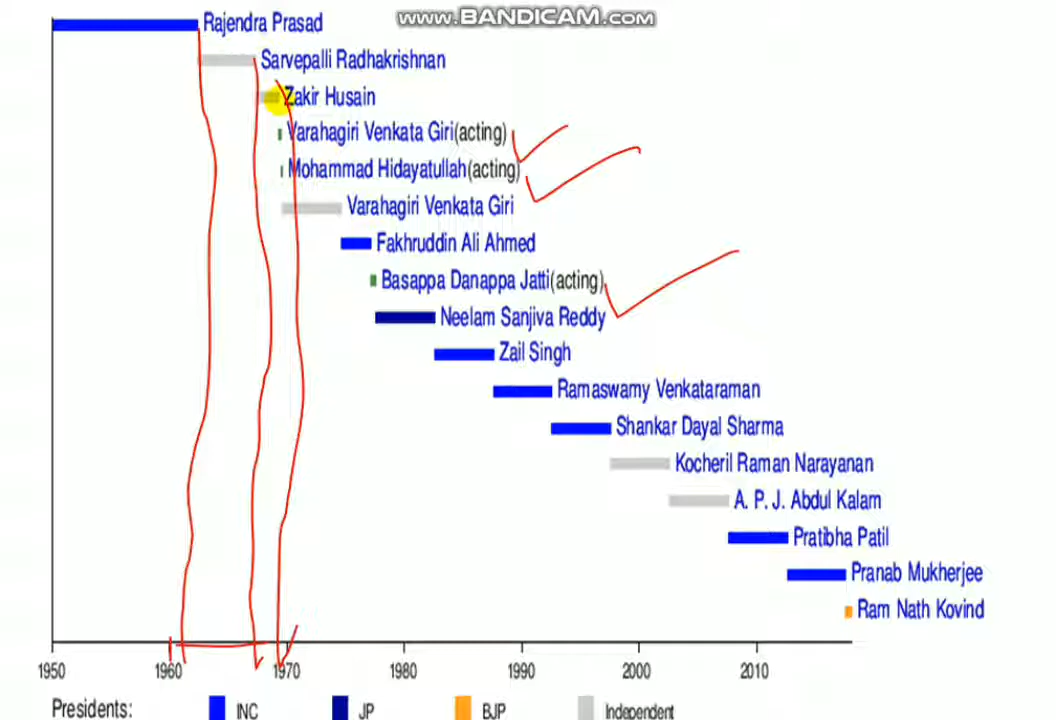 www.BANDICAM.com
Rajendra Prasad
Sarvepalli Radhakrishnan
Zakir Husain
Varahagiri Venkata Giri(acting)
Mohammad Hidayatullah(acting)
Varahagiri Venkata Giri
Fakhruddin Ali Ahmed
Basappa Danappa Jatti(acting)
Neelam Sanjiva Reddy
Zail Singh
Ramaswamy Venkataraman
Shankar Dayal Sharma
Kocheril Raman Narayanan
A. P. J. Abdul Kalam
Pratibha Patil
Pranab Mukherjee
Ram Nath Kovind
1950 1960 1970 1980 1990 2000 2010
Presidents: INC JP BJP Independent